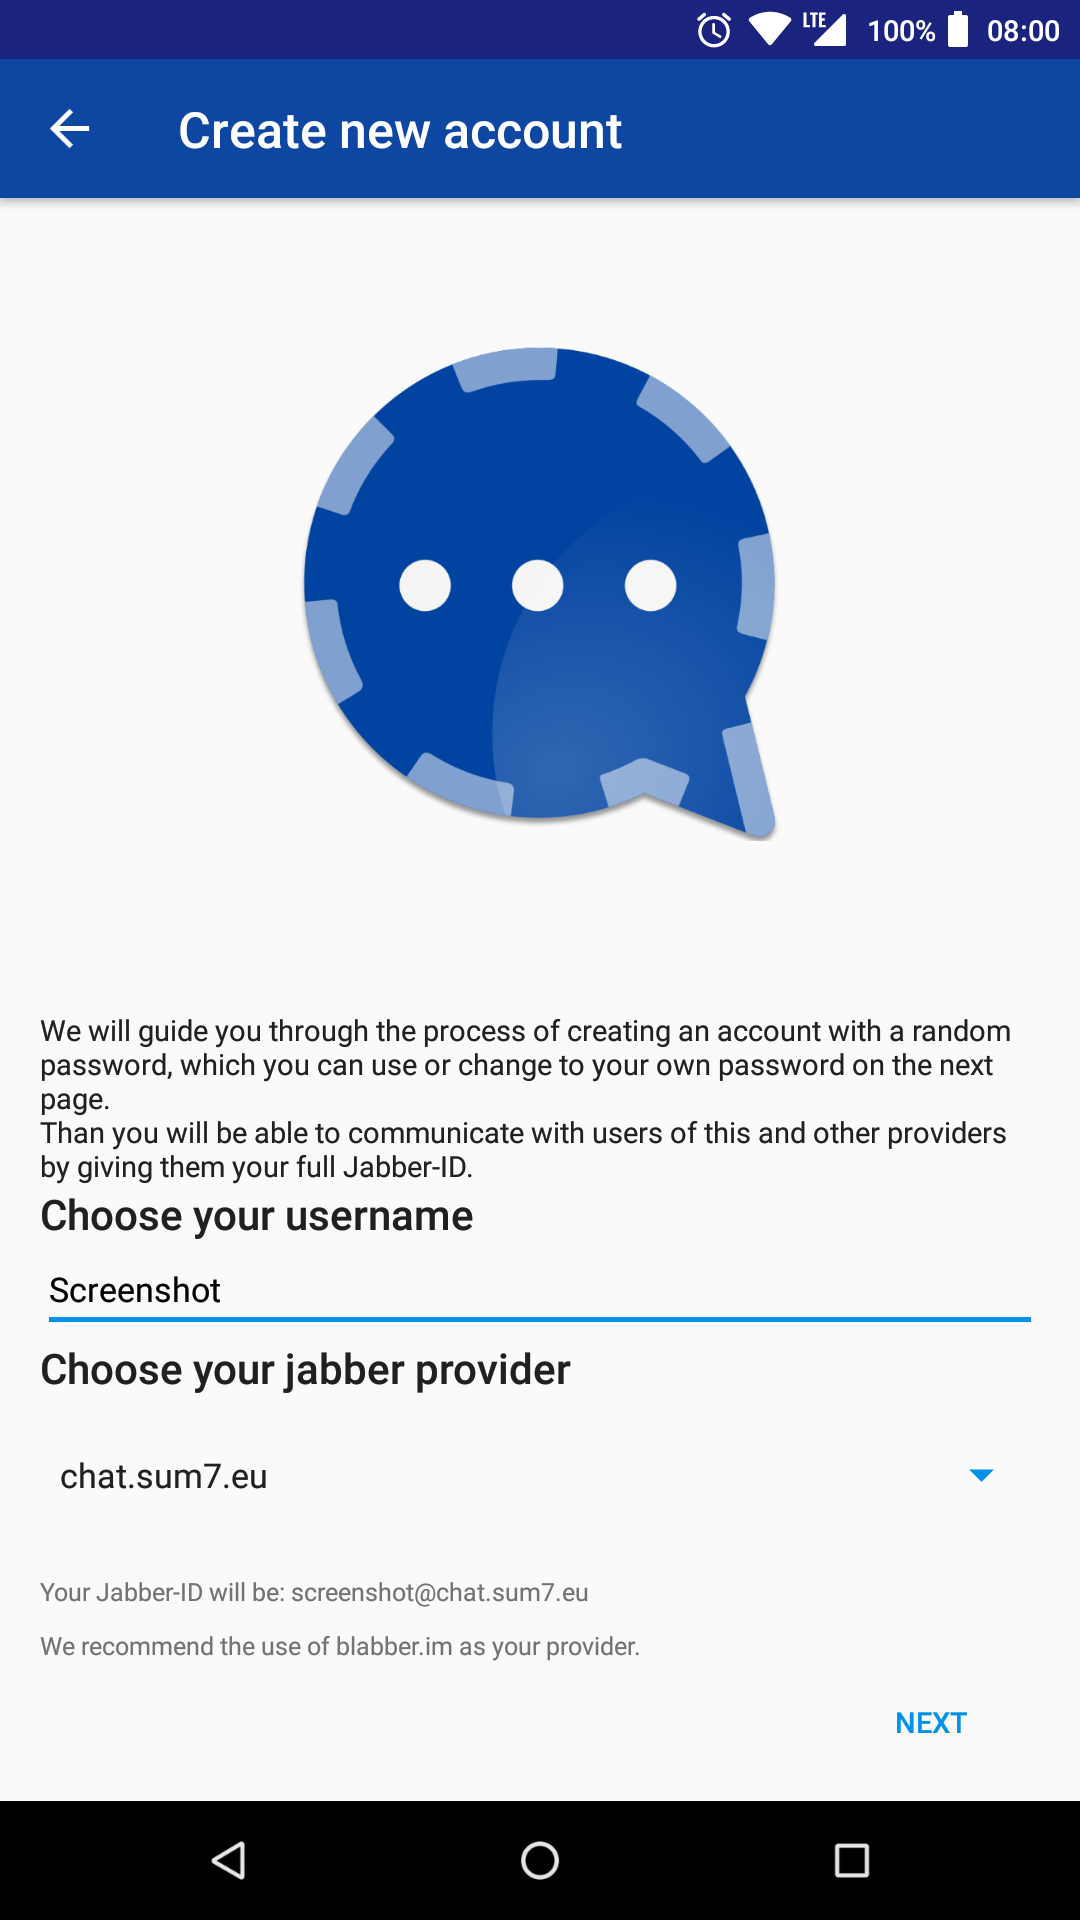 LTE 100% 08:00
Create new account
We will guide you through the process of creating an account with a random
password, which you can use or change to your own password on the next
page.
Than you will be able to communicate with users of this and other providers
by giving them your full Jabber-ID.
Choose your username
Screenshot
Choose your jabber provider
chat.sum7.eu
Your Jabber-ID will be: screenshot@chat.sum7.eu
We recommend the use of blabber.im as your provider.
NEXT